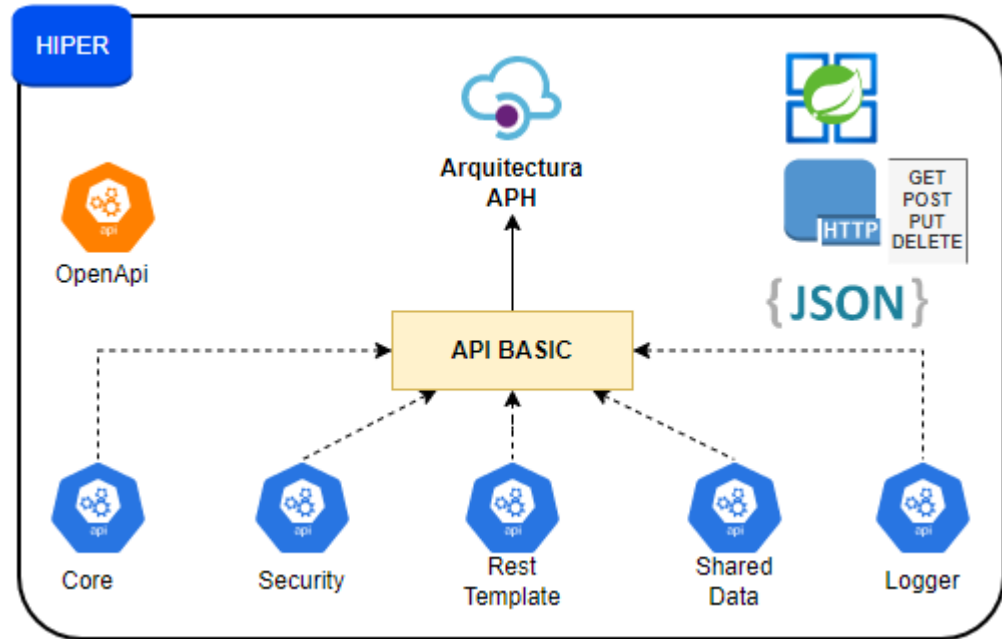 HIPER
Arquitectura
APH
api
OpenApi
HTTP
GET
POST
PUT
DELETE
{JSON}
API BASIC
api
api
api
api
api
Core
Security
Rest
Template
Shared
Data
Logger